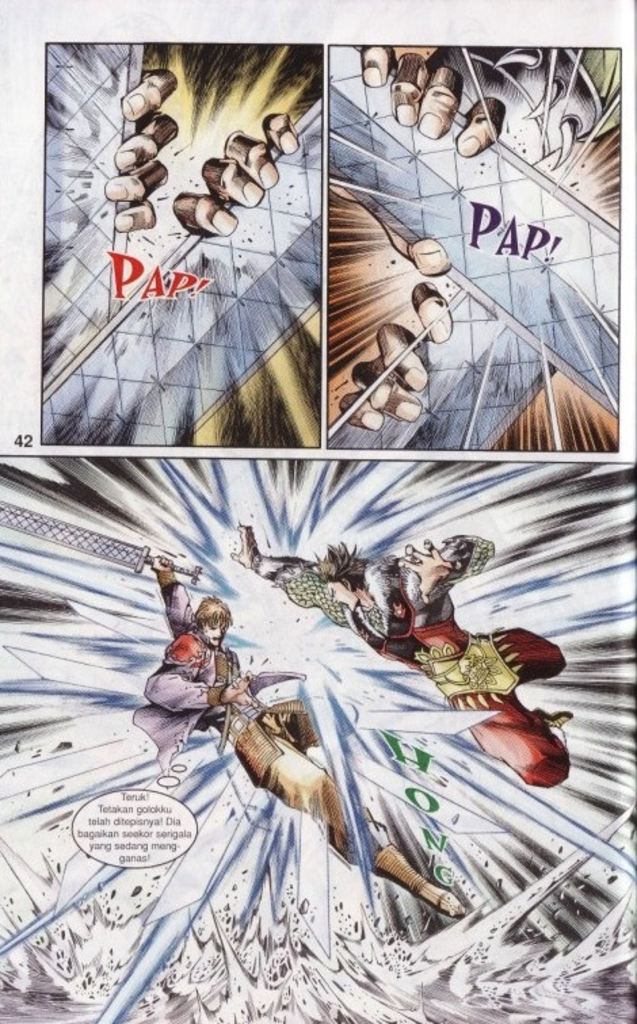 PAP!
PAP!
42
HONG
Teruk!
Tetakan golokku
telah ditepisnya! Dia
bagaikan seekor serigala
yang sedang meng-
ganas!